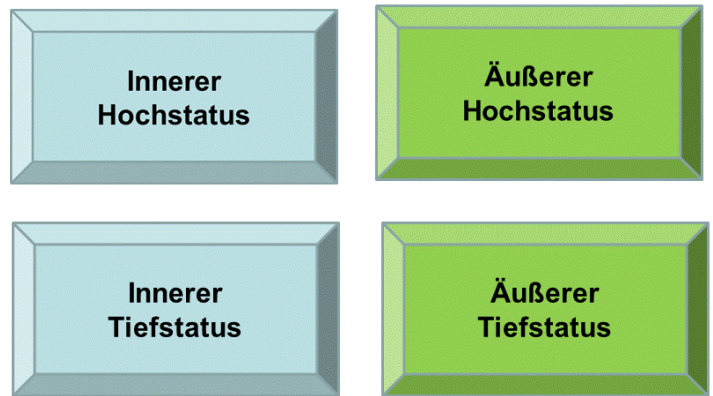 Innerer
Hochstatus
Äußerer
Hochstatus
Innerer
Tiefstatus
Äußerer
Tiefstatus